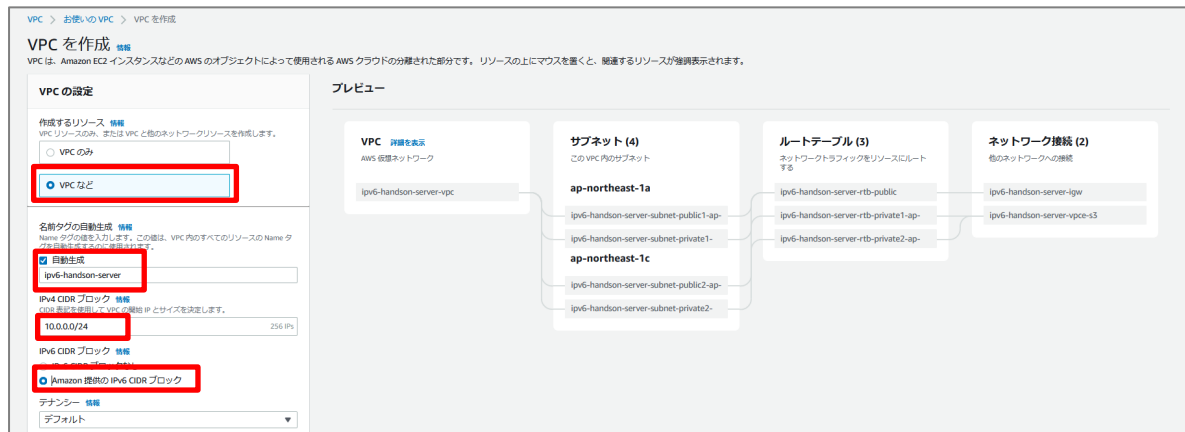 VPC > お使いの VPC > VPC を作成
VPC を作成 情報
VPC は、Amazon EC2 インスタンスなどの AWS のオブジェクトによって使用される AWS クラウドの分離された部分です。 リソースの上にマウスを置くと、関連するリソースが強調表示されます。
VPC の設定
作成するリソース 情報
VPC リソースのみ、または VPC と他のネットワークリソースを作成します。
VPC のみ
VPC など
名前タグの自動生成 情報
Name タグの値を入力します。この値は、VPC 内のすべてのリソースの Name タ
グを自動生成するのに使用されます。
自動生成
ipv6-handson-server
IPv4 CIDR ブロック 情報
CIDR 表記を使用して VPC の開始 IP とサイズを決定します。
10.0.0.0/24
256 IPs
IPv6 CIDR ブロック 情報
Amazon 提供の IPv6 CIDR ブロック
テナンシー 情報
デフォルト
プレビュー
VPC 詳細を表示
AWS 仮想ネットワーク
ipv6-handson-server-vpc
サブネット (4)
この VPC 内のサブネット
ap-northeast-1a
ipv6-handson-server-subnet-public1-ap-
ipv6-handson-server-subnet-private1-
ap-northeast-1c
ipv6-handson-server-subnet-public2-ap-
ipv6-handson-server-subnet-private2-
ルートテーブル (3)
ネットワークトラフィックをリソースにルート
する
ipv6-handson-server-rtb-public
ipv6-handson-server-rtb-private1-ap-
ipv6-handson-server-rtb-private2-ap-
ネットワーク接続 (2)
他のネットワークへの接続
ipv6-handson-server-igw
ipv6-handson-server-vpce-s3